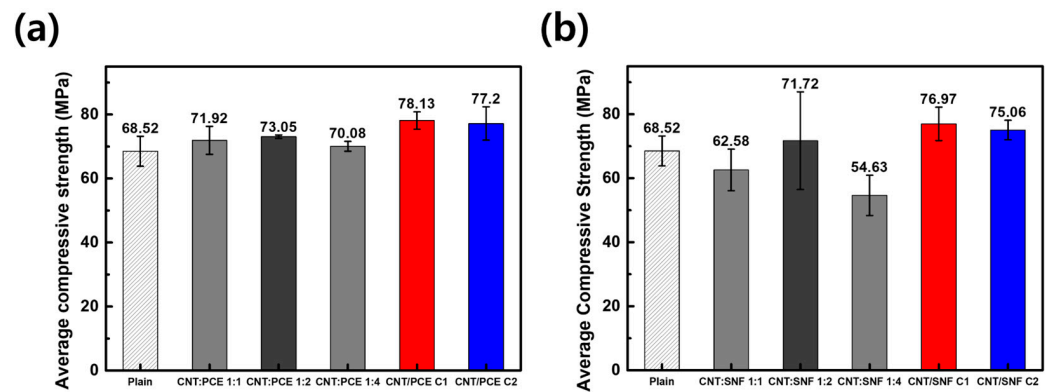 (a)
Average compressive strength (MPa)
80
60
40
20
0
68.52
71.92
73.05
70.08
78.13
77.2
Plain
CNT:PCE 1:1
CNT:PCE 1:2
CNT:PCE 1:4
CNT/PCE C1
CNT/PCE C2
(b)
Average Compressive Strength (MPa)
80
60
40
20
0
68.52
62.58
71.72
54.63
76.97
75.06
Plain
CNT:SNF 1:1
CNT:SNF 1:2
CNT:SNF 1:4
CNT/SNF C1
CNT/SNF C2